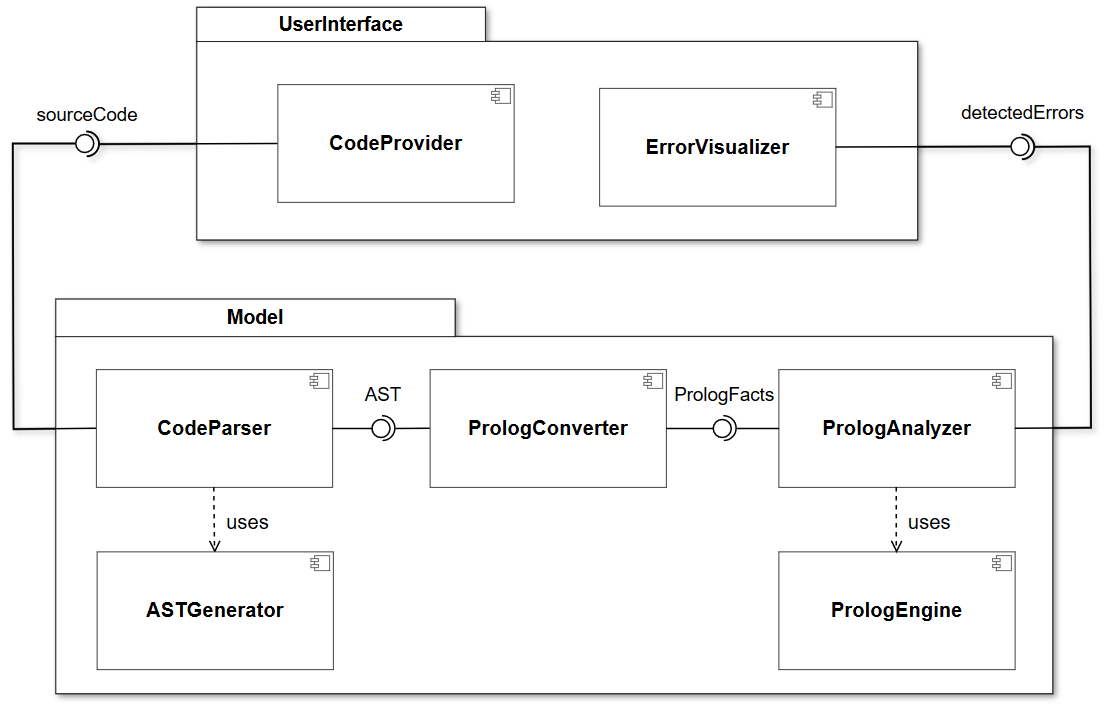 UserInterface
sourceCode
CodeProvider
ErrorVisualizer
detectedErrors
Model
CodeParser
AST
PrologConverter
PrologFacts
PrologAnalyzer
uses
uses
ASTGenerator
PrologEngine